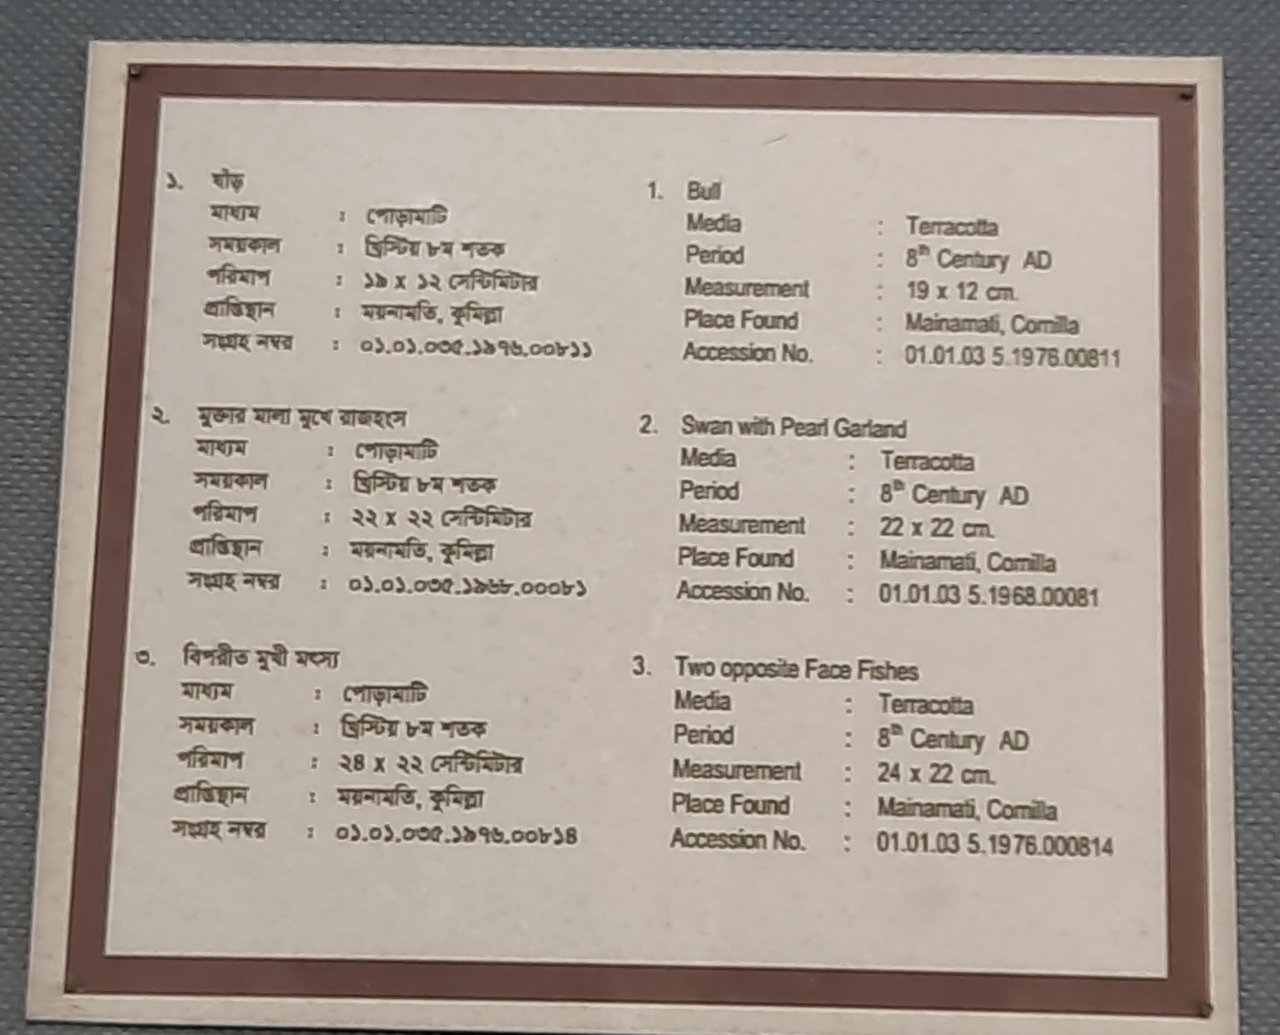 ১. ষাঁড়
মাধ্যম : পোড়ামাটি
সময়কাল : খ্রিস্টিয় ৮ম শতক
পরিমাপ : ১৯ x ১২ সেন্টিমিটার
প্রাপ্তিস্থান : ময়নামতি, কুমিল্লা
সংগ্রহ নম্বর : ০১.০১.০৩৫.১৯৭৬.০০৮১১
২. মুক্তার মালা মুখে রাজহংস
মাধ্যম : পোড়ামাটি
সময়কাল : খ্রিস্টিয় ৮ম শতক
পরিমাপ : ২২ x ২২ সেন্টিমিটার
প্রাপ্তিস্থান : ময়নামতি, কুমিল্লা
সংগ্রহ নম্বর : ০১.০১.০৩৫.১৯৬৮.০০০৮১
৩. বিপরীত মুখী মৎস্য
মাধ্যম : পোড়ামাটি
সময়কাল : খ্রিস্টিয় ৮ম শতক
পরিমাপ : ২৪ x ২২ সেন্টিমিটার
প্রাপ্তিস্থান : ময়নামতি, কুমিল্লা
সংগ্রহ নম্বর : ০১.০১.০৩৫.১৯৭৬.০০৮১৪
1. Bull
Media : Terracotta
Period : 8th Century AD
Measurement : 19 x 12 cm.
Place Found : Mainamati, Comilla
Accession No. : 01.01.03 5.1976.00811
2. Swan with Pearl Garland
Media : Terracotta
Period : 8th Century AD
Measurement : 22 x 22 cm.
Place Found : Mainamati, Comilla
Accession No. : 01.01.03 5.1968.00081
3. Two opposite Face Fishes
Media : Terracotta
Period : 8th Century AD
Measurement : 24 x 22 cm.
Place Found : Mainamati, Comilla
Accession No. : 01.01.03 5.1976.000814